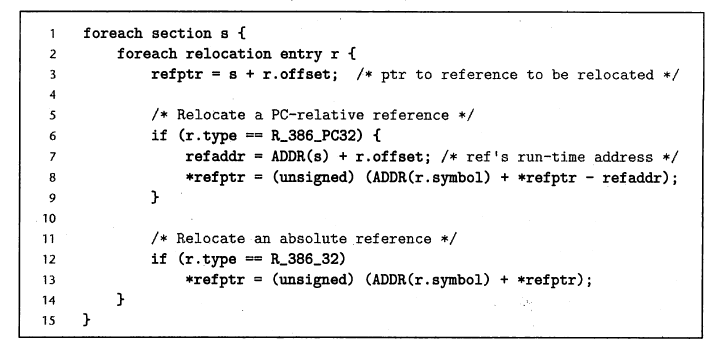 1 foreach section s {
2 foreach relocation entry r {
3 refptr = s + r.offset; /* ptr to reference to be relocated */
4
5 /* Relocate a PC-relative reference */
6 if (r.type == R_386_PC32) {
7 refaddr = ADDR(s) + r.offset; /* ref's run-time address */
8 *refptr = (unsigned) (ADDR(r.symbol) + *refptr - refaddr);
9 }
10
11 /* Relocate an absolute reference */
12 if (r.type == R_386_32)
13 *refptr = (unsigned) (ADDR(r.symbol) + *refptr);
14 }
15 }